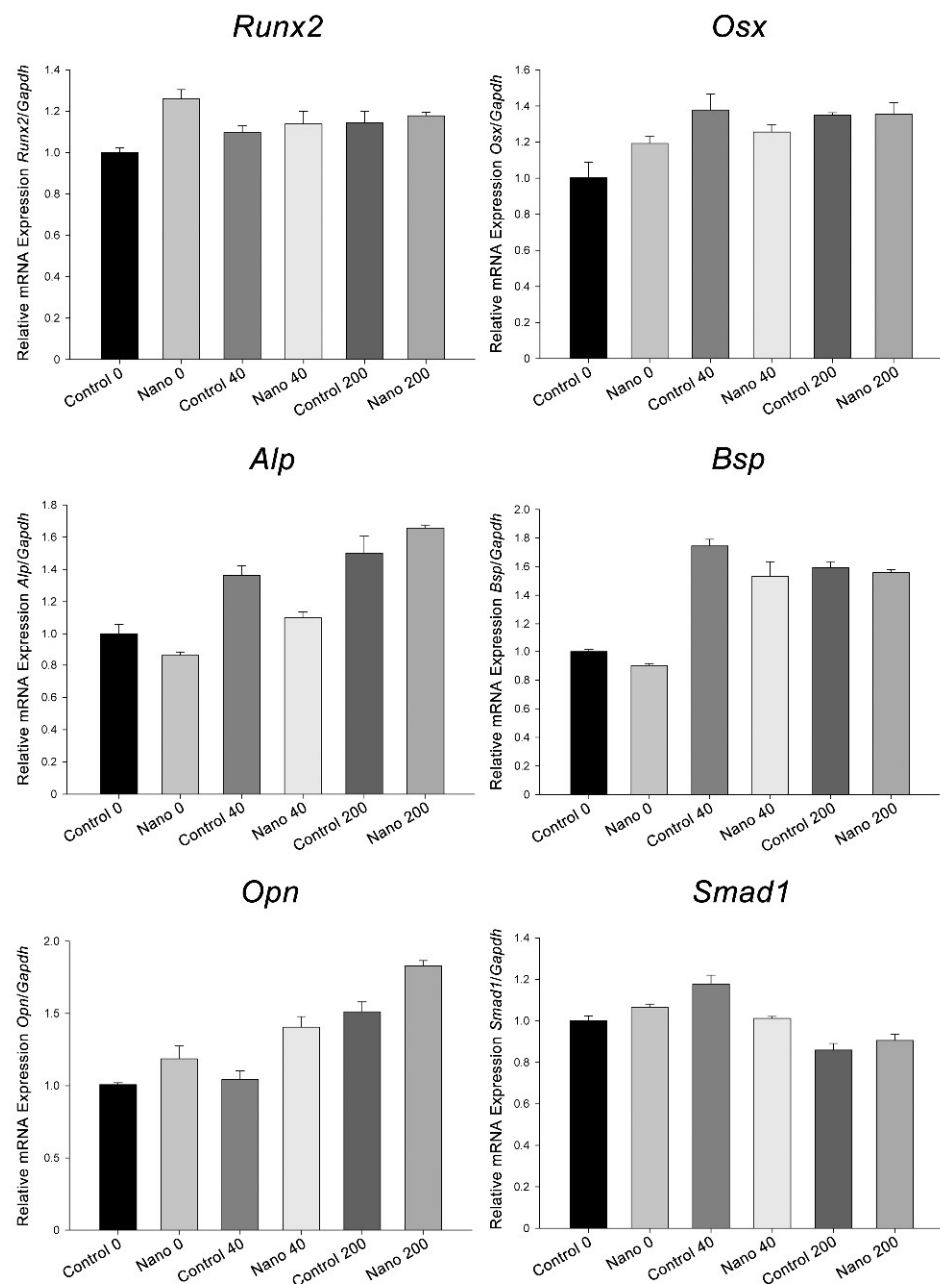 Runx2
Relative mRNA Expression Runx2/Gapdh
1.4
1.2
1.0
0.8
0.6
0.4
0.2
0
Control 0
Nano 0
Control 40
Nano 40
Control 200
Nano 200
Osx
Relative mRNA Expression Osx/Gapdh
1.6
1.4
1.2
1.0
0.8
0.6
0.4
0.2
0
Control 0
Nano 0
Control 40
Nano 40
Control 200
Nano 200
Alp
Relative mRNA Expression Alp/Gapdh
1.8
1.6
1.4
1.2
1.0
0.8
0.6
0.4
0.2
0
Control 0
Nano 0
Control 40
Nano 40
Control 200
Nano 200
Bsp
Relative mRNA Expression Bsp/Gapdh
2.0
1.8
1.6
1.4
1.2
1.0
0.8
0.6
0.4
0.2
0
Control 0
Nano 0
Control 40
Nano 40
Control 200
Nano 200
Opn
Relative mRNA Expression Opn/Gapdh
2.0
1.5
1.0
0.5
0
Control 0
Nano 0
Control 40
Nano 40
Control 200
Nano 200
Smad1
Relative mRNA Expression Smad1/Gapdh
1.4
1.2
1.0
0.8
0.6
0.4
0.2
0
Control 0
Nano 0
Control 40
Nano 40
Control 200
Nano 200